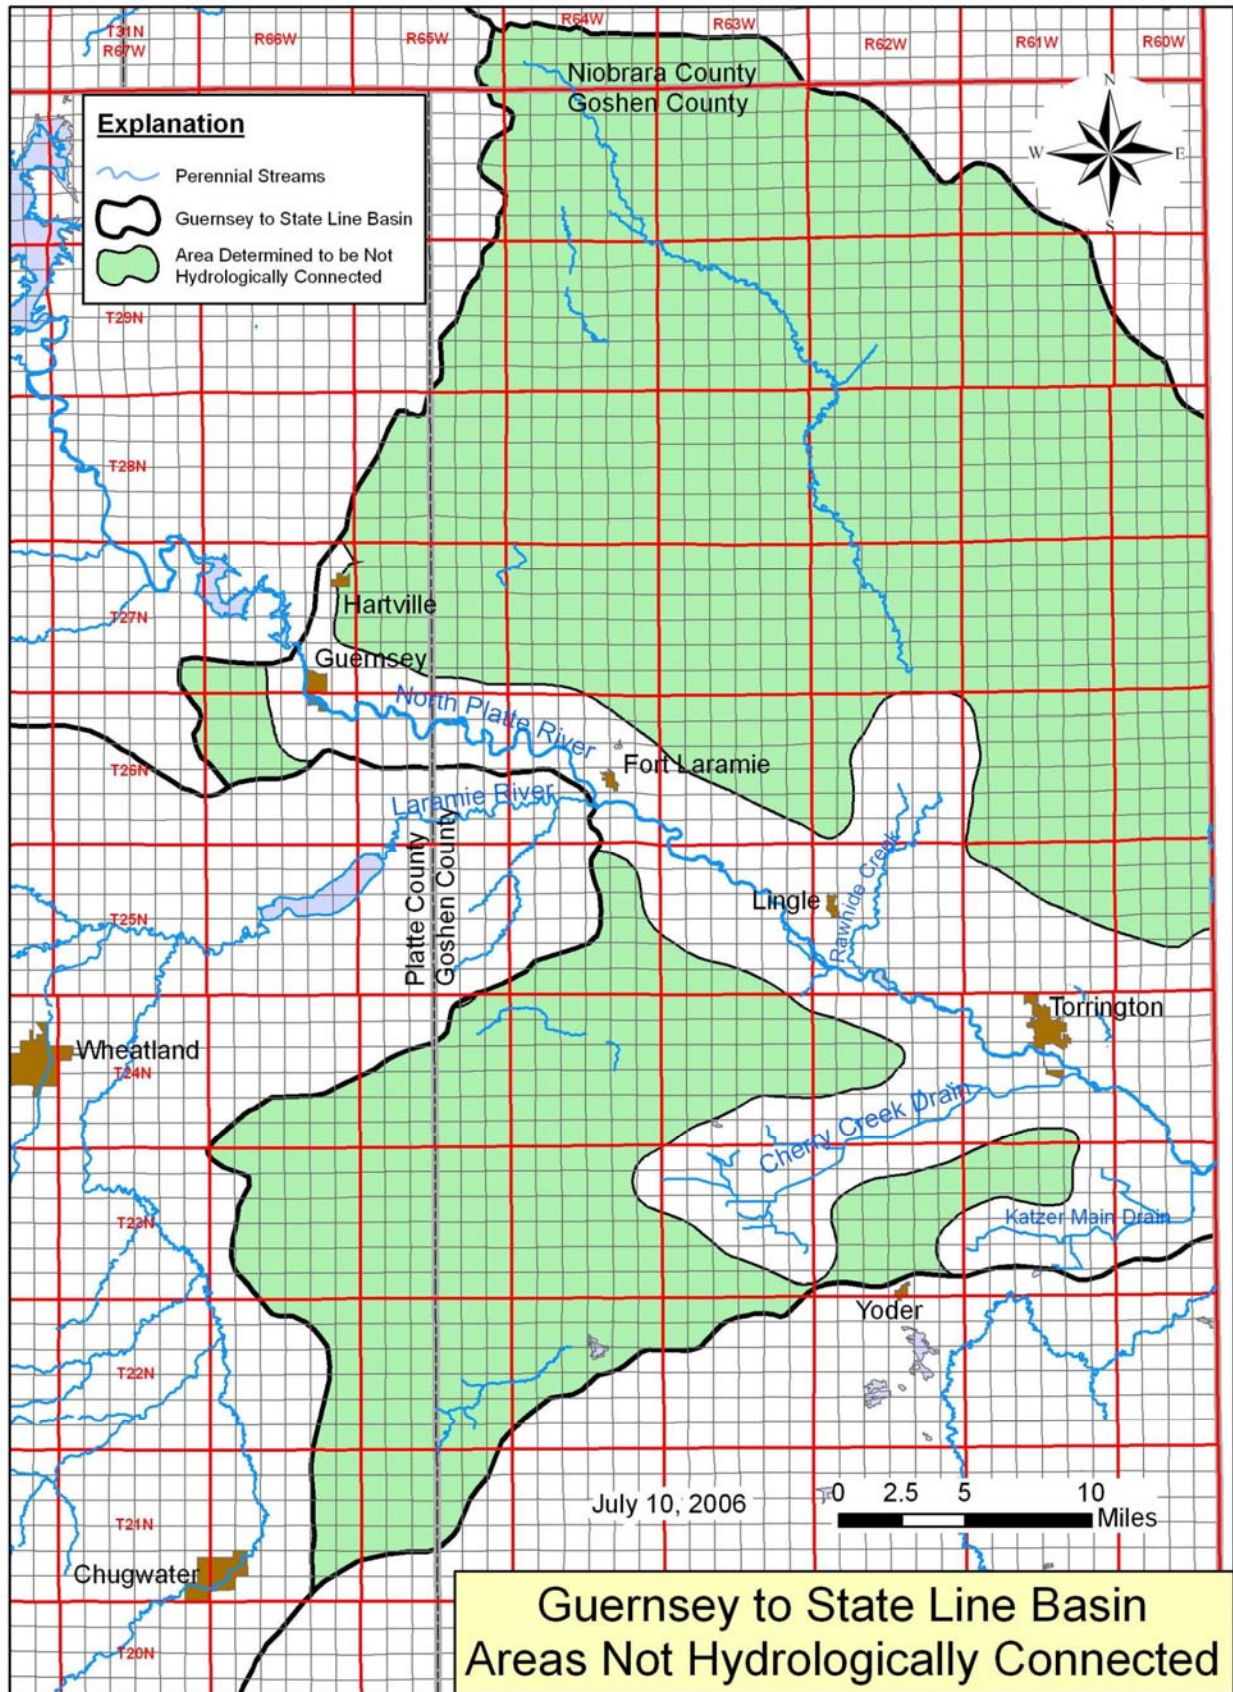 T31N
R67W
R66W
R65W
R64W
R63W
R62W
R61W
R60W
Niobrara County
Goshen County
N
W
E
S
Explanation
Perennial Streams
Guernsey to State Line Basin
Area Determined to be Not
Hydrologically Connected
T29N
T28N
Hartville
T27N
Guernsey
North Platte River
Fort Laramie
T26N
Laramie River
Platte County
Goshen County
Lingle
Rawhide Creek
T25N
Torrington
Wheatland
T24N
Cherry Creek Drain
T23N
Katzer Main Drain
Yoder
T22N
July 10, 2006
0 2.5 5 10
Miles
T21N
Chugwater
T20N
Guernsey to State Line Basin
Areas Not Hydrologically Connected